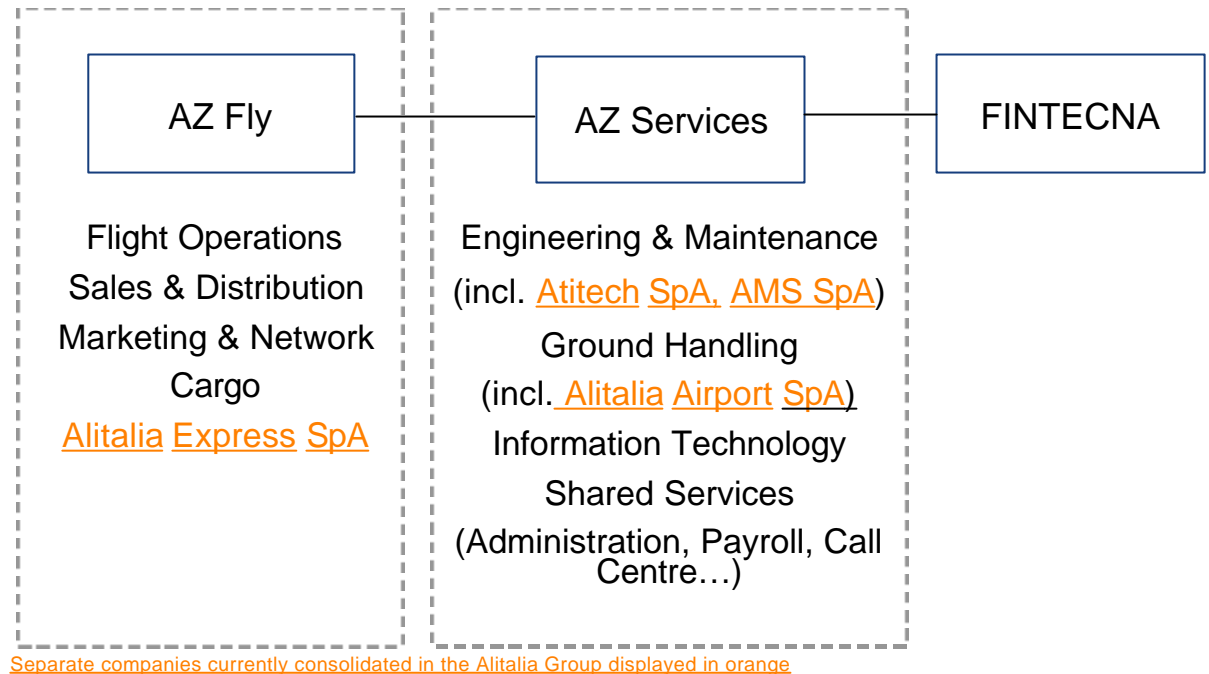 AZ Fly
AZ Services
FINTECNA
Flight Operations
Sales & Distribution
Marketing & Network
Cargo
Alitalia Express SpA
Engineering & Maintenance
(incl. Atitech SpA, AMS SpA)
Ground Handling
(incl. Alitalia Airport SpA)
Information Technology
Shared Services
(Administration, Payroll, Call
Centre…)
Separate companies currently consolidated in the Alitalia Group displayed in orange